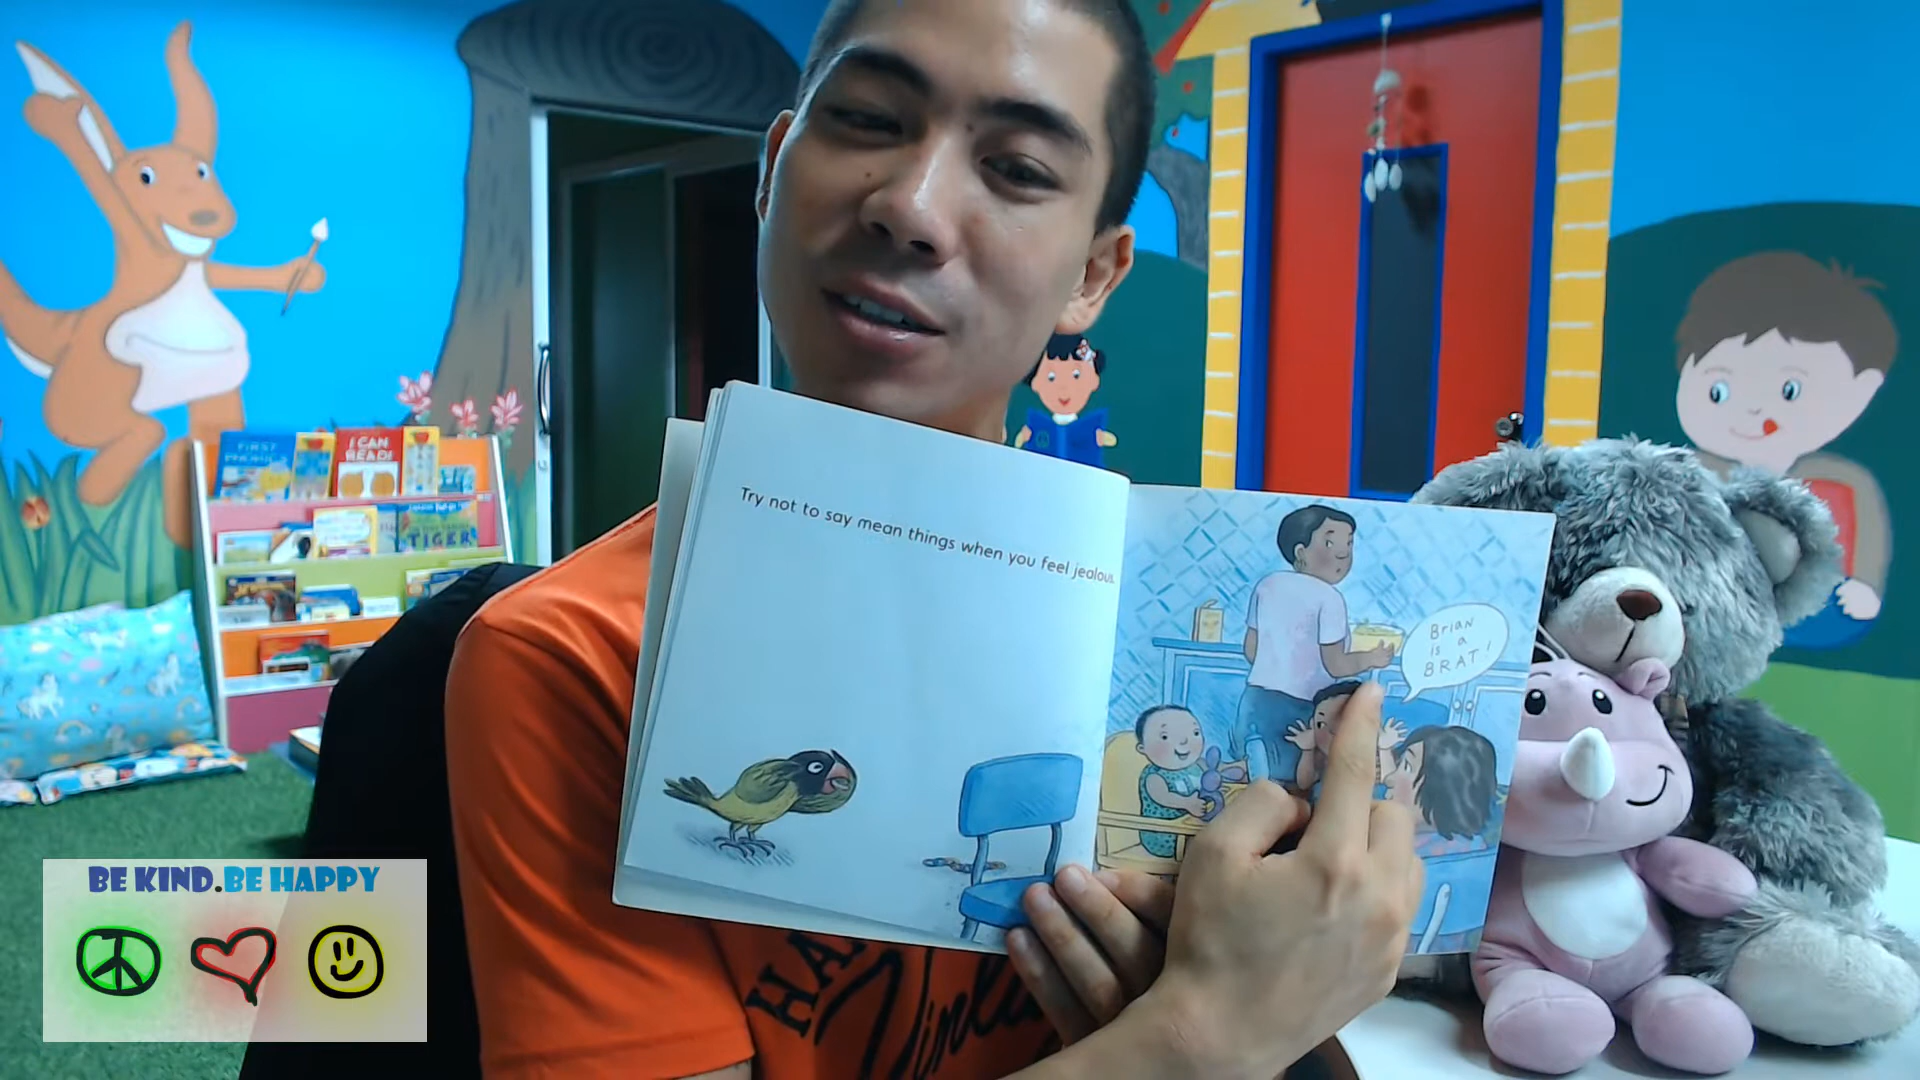 I CAN
READ!
FIRST
TIGER
Try not to say mean things when you feel jealous.
Brian
is a
BRAT!
BE KIND.BE HAPPY